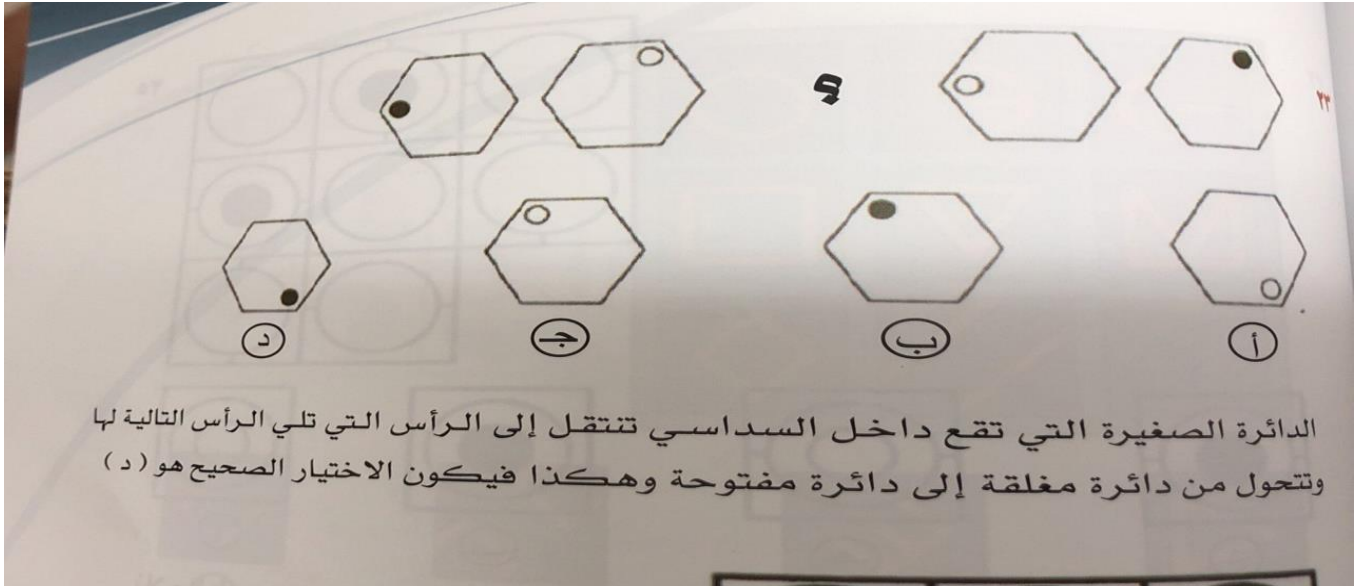 ٢٣
أ ب جـ د
الدائرة الصغيرة التي تقع داخل السداسي تنتقل إلى الرأس التي تلي الرأس التالية لها
وتتحول من دائرة مغلقة إلى دائرة مفتوحة وهكذا فيكون الاختيار الصحيح هو (د)